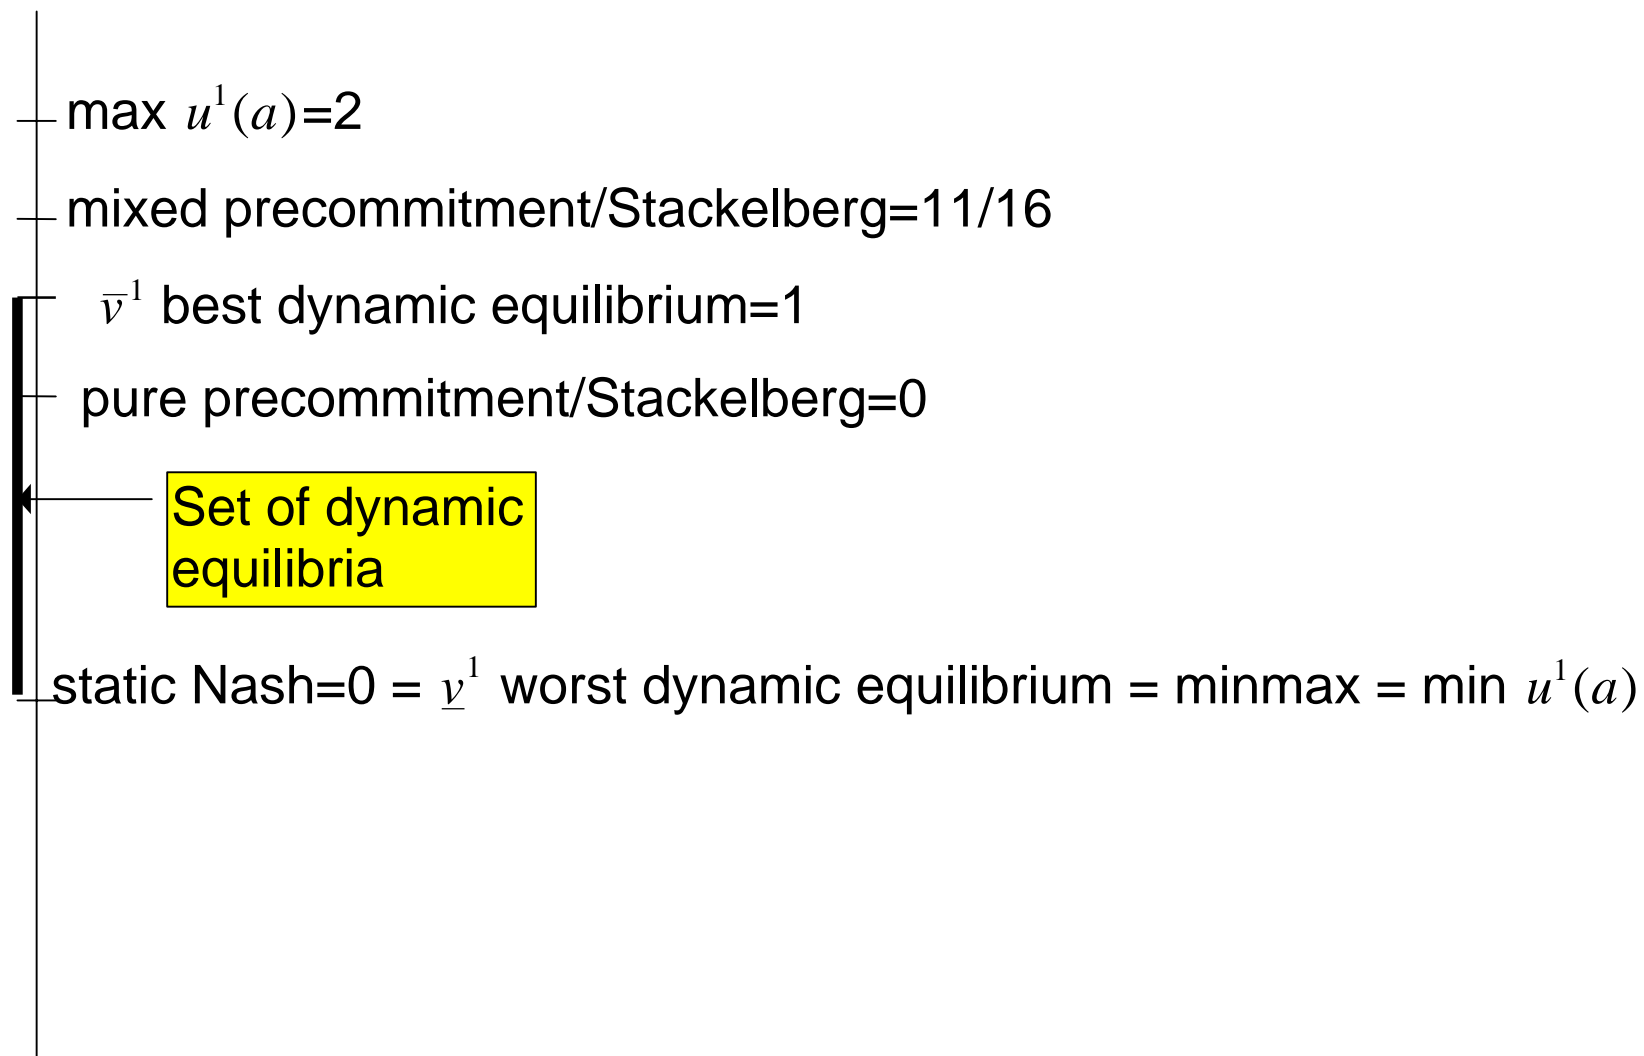 max u¹(a)=2
mixed precommitment/Stackelberg=11/16
v̅¹ best dynamic equilibrium=1
pure precommitment/Stackelberg=0
Set of dynamic
equilibria
static Nash=0 = v̲¹ worst dynamic equilibrium = minmax = min u¹(a)